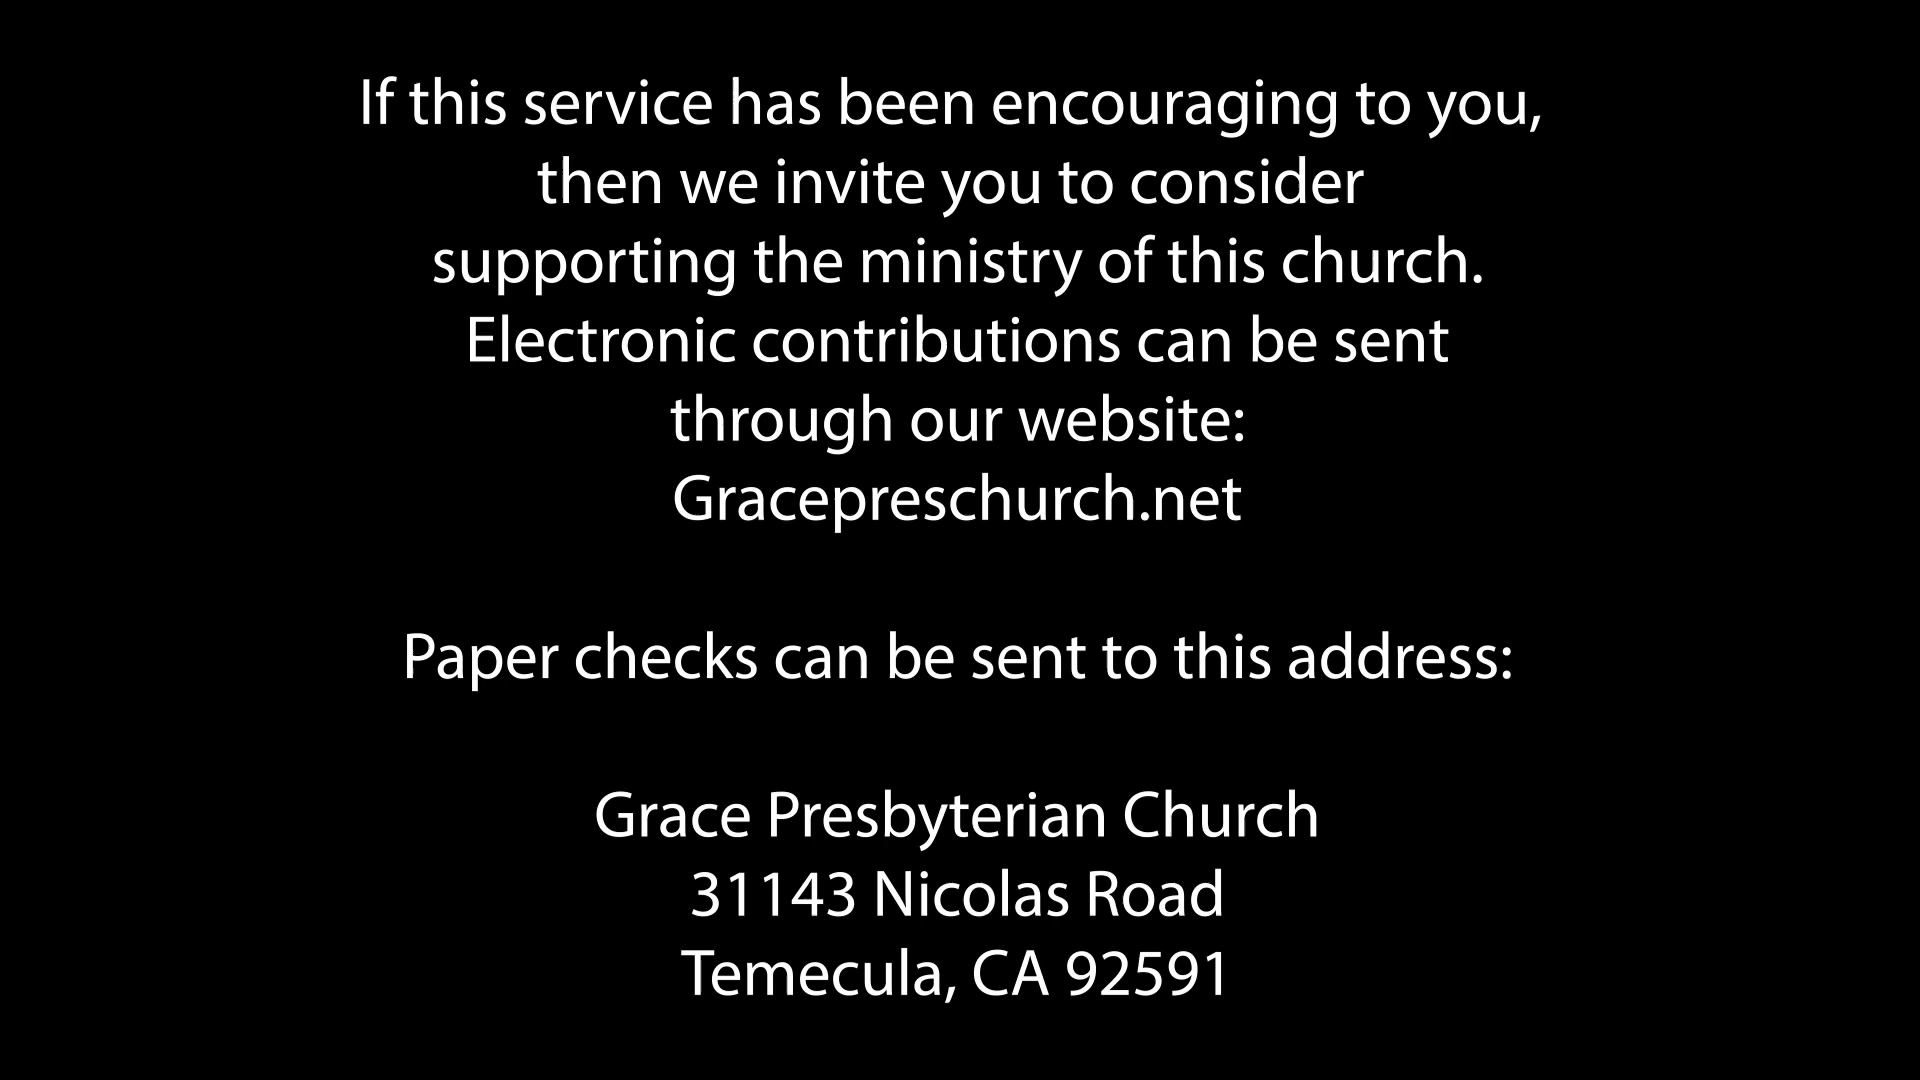 If this service has been encouraging to you,
then we invite you to consider
supporting the ministry of this church.
Electronic contributions can be sent
through our website:
Gracepreschurch.net
Paper checks can be sent to this address:
Grace Presbyterian Church
31143 Nicolas Road
Temecula, CA 92591